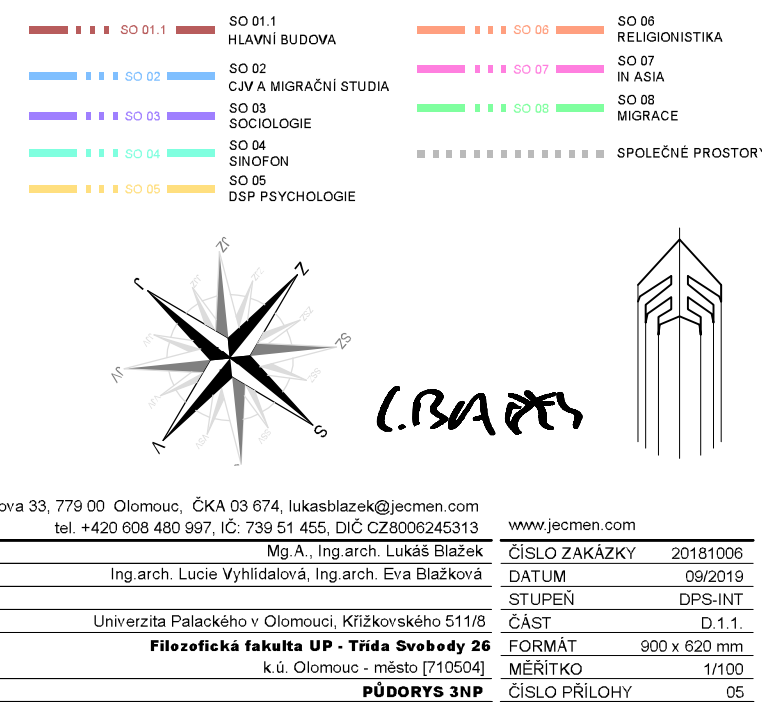 SO 01.1 SO 01.1
HLAVNÍ BUDOVA
SO 02 SO 02
CJV A MIGRAČNÍ STUDIA
SO 03 SO 03
SOCIOLOGIE
SO 04 SO 04
SINOFON
SO 05 SO 05
DSP PSYCHOLOGIE
SO 06 SO 06
RELIGIONISTIKA
SO 07 SO 07
IN ASIA
SO 08 SO 08
MIGRACE
SPOLEČNÉ PROSTORY
JZ
Z
J
SZ
JV
S
V
ova 33, 779 00 Olomouc, ČKA 03 674, lukasblazek@jecmen.com
tel. +420 608 480 997, IČ: 739 51 455, DIČ CZ8006245313
www.jecmen.com
Mg.A., Ing.arch. Lukáš Blažek
Ing.arch. Lucie Vyhlídalová, Ing.arch. Eva Blažková
Univerzita Palackého v Olomouci, Křížkovského 511/8
Filozofická fakulta UP - Třída Svobody 26
k.ú. Olomouc - město [710504]
PŮDORYS 3NP
ČÍSLO ZAKÁZKY 20181006
DATUM 09/2019
STUPEŇ DPS-INT
ČÁST D.1.1.
FORMÁT 900 x 620 mm
MĚŘÍTKO 1/100
ČÍSLO PŘÍLOHY 05